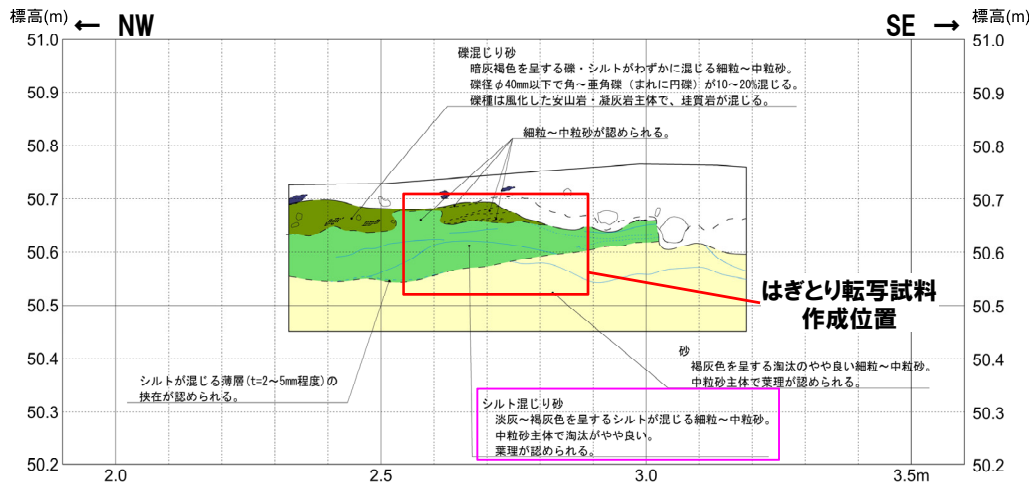 標高(m)
← NW
SE →
標高(m)
51.0
50.9
50.8
50.7
50.6
50.5
50.4
50.3
50.2
51.0
50.9
50.8
50.7
50.6
50.5
50.4
50.3
50.2
礫混じり砂
暗灰褐色を呈する礫・シルトがわずかに混じる細粒～中粒砂。
礫径φ40mm以下で角～亜角礫（まれに円礫）が10～20%混じる。
礫種は風化した安山岩・凝灰岩主体で、珪質岩が混じる。
細粒～中粒砂が認められる。
はぎとり転写試料
作成位置
砂
褐灰色を呈する淘汰のやや良い細粒～中粒砂。
中粒砂主体で葉理が認められる。
シルトが混じる薄層(t=2～5mm程度)の
挟在が認められる。
シルト混じり砂
淡灰～褐灰色を呈するシルトが混じる細粒～中粒砂。
中粒砂主体で淘汰がやや良い。
葉理が認められる。
2.0
2.5
3.0
3.5m